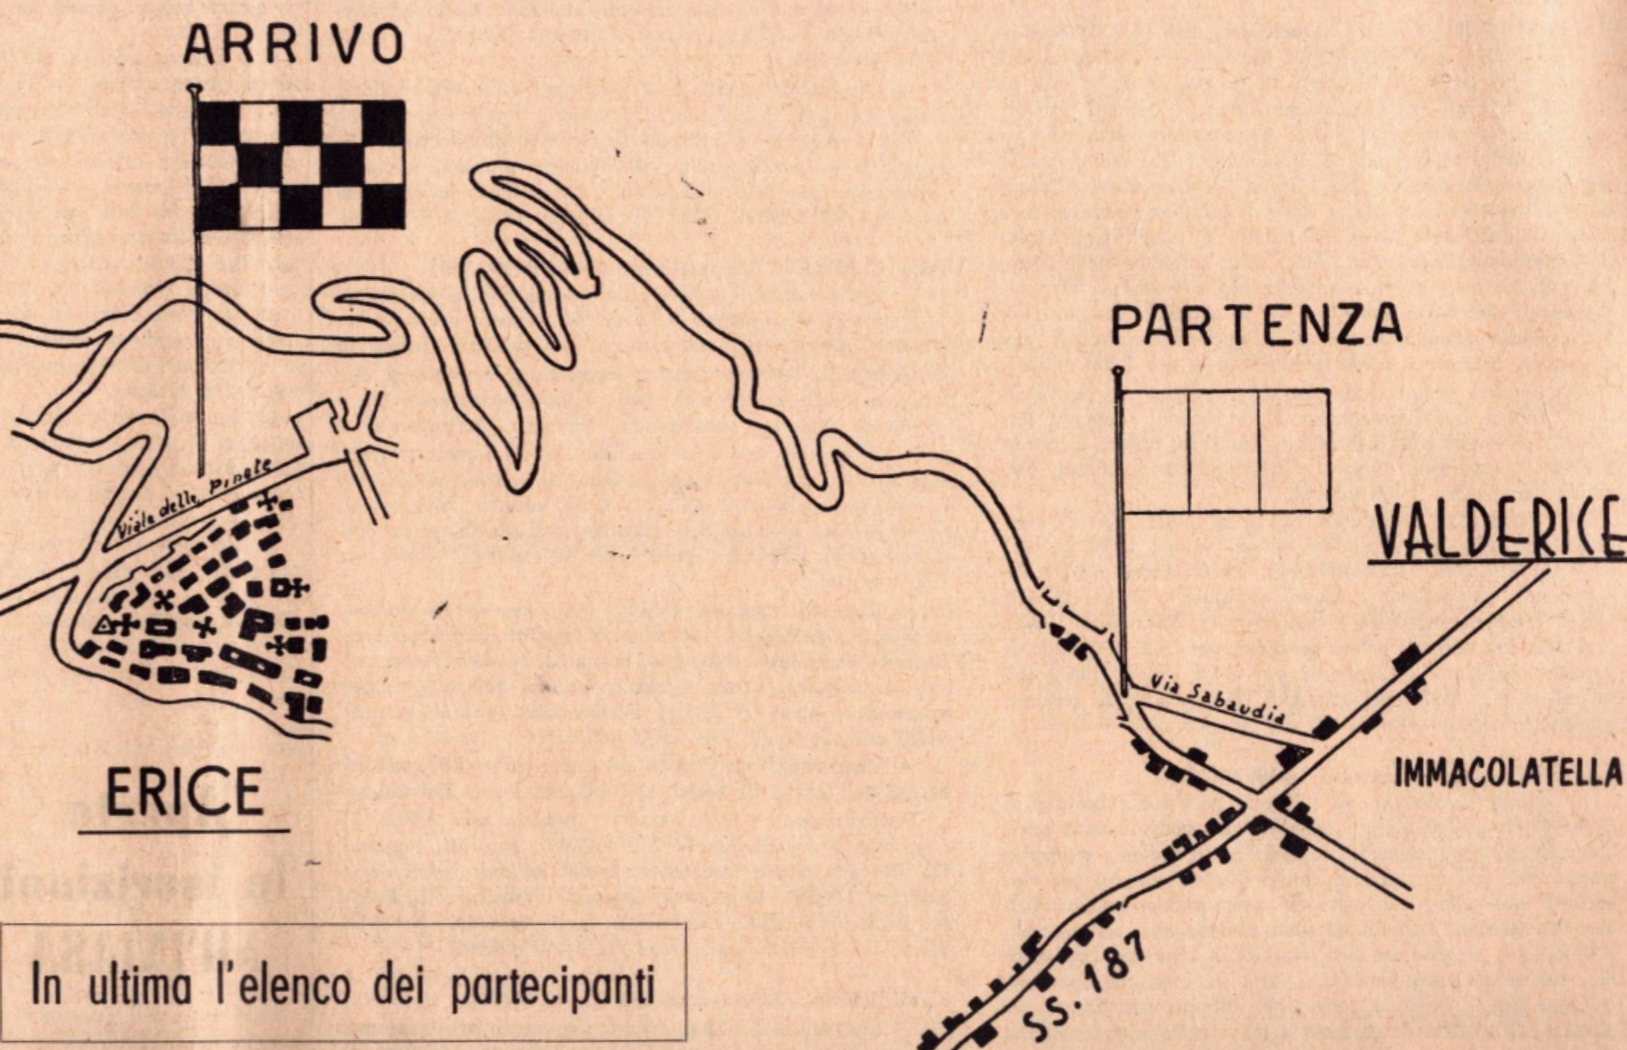 ARRIVO
PARTENZA
VALDERICE
Viale delle Pinete
Via Sabaudia
IMMACOLATELLA
ERICE
In ultima l'elenco dei partecipanti
SS.187